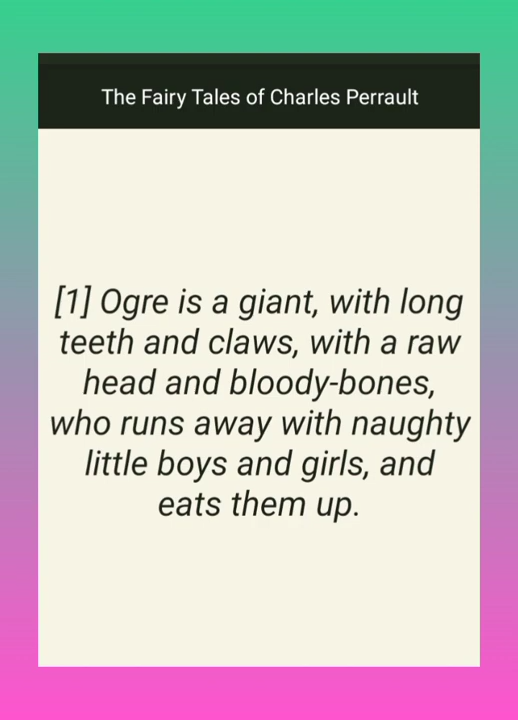 The Fairy Tales of Charles Perrault
[1] Ogre is a giant, with long
teeth and claws, with a raw
head and bloody-bones,
who runs away with naughty
little boys and girls, and
eats them up.